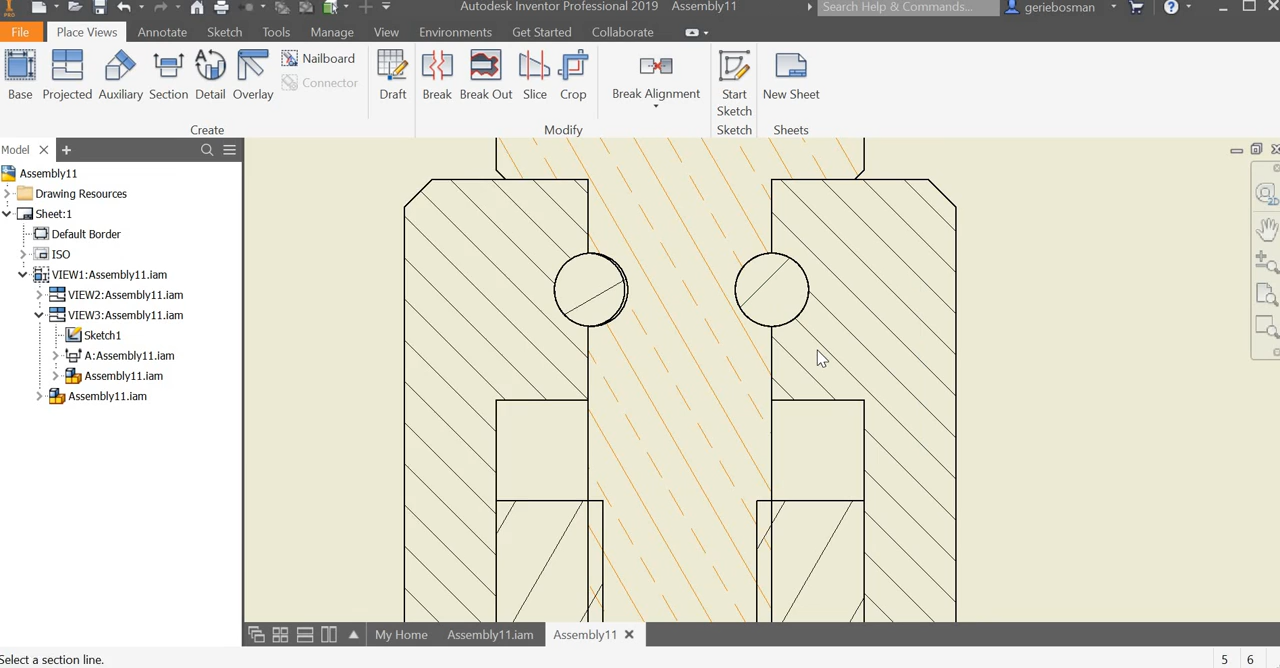 PRO
Autodesk Inventor Professional 2019 Assembly11
Search Help & Commands...
geriebosman
File Place Views Annotate Sketch Tools Manage View Environments Get Started Collaborate
Base Projected Auxiliary Section Detail Overlay
Nailboard
Connector
Draft
Break Break Out Slice Crop
Break Alignment
Start
Sketch
New Sheet
Create Modify Sketch Sheets
Model
Assembly11
Drawing Resources
Sheet:1
Default Border
ISO
VIEW1:Assembly11.iam
VIEW2:Assembly11.iam
VIEW3:Assembly11.iam
Sketch1
A:Assembly11.iam
Assembly11.iam
Assembly11.iam
2D
My Home Assembly11.iam Assembly11
Select a section line.
5 6